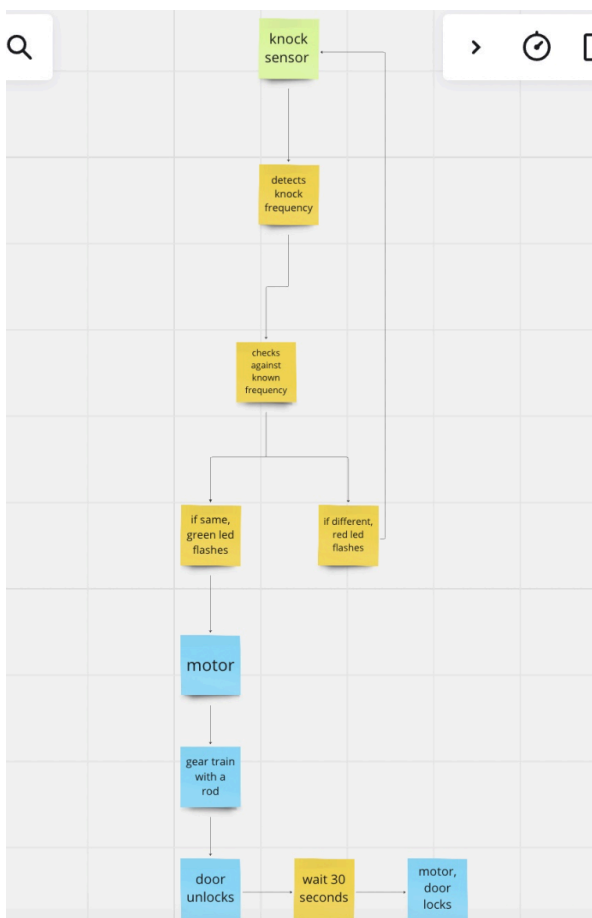 knock
sensor
detects
knock
frequency
checks
against
known
frequency
if same,
green led
flashes
if different,
red led
flashes
motor
gear train
with a
rod
door
unlocks
wait 30
seconds
motor,
door
locks